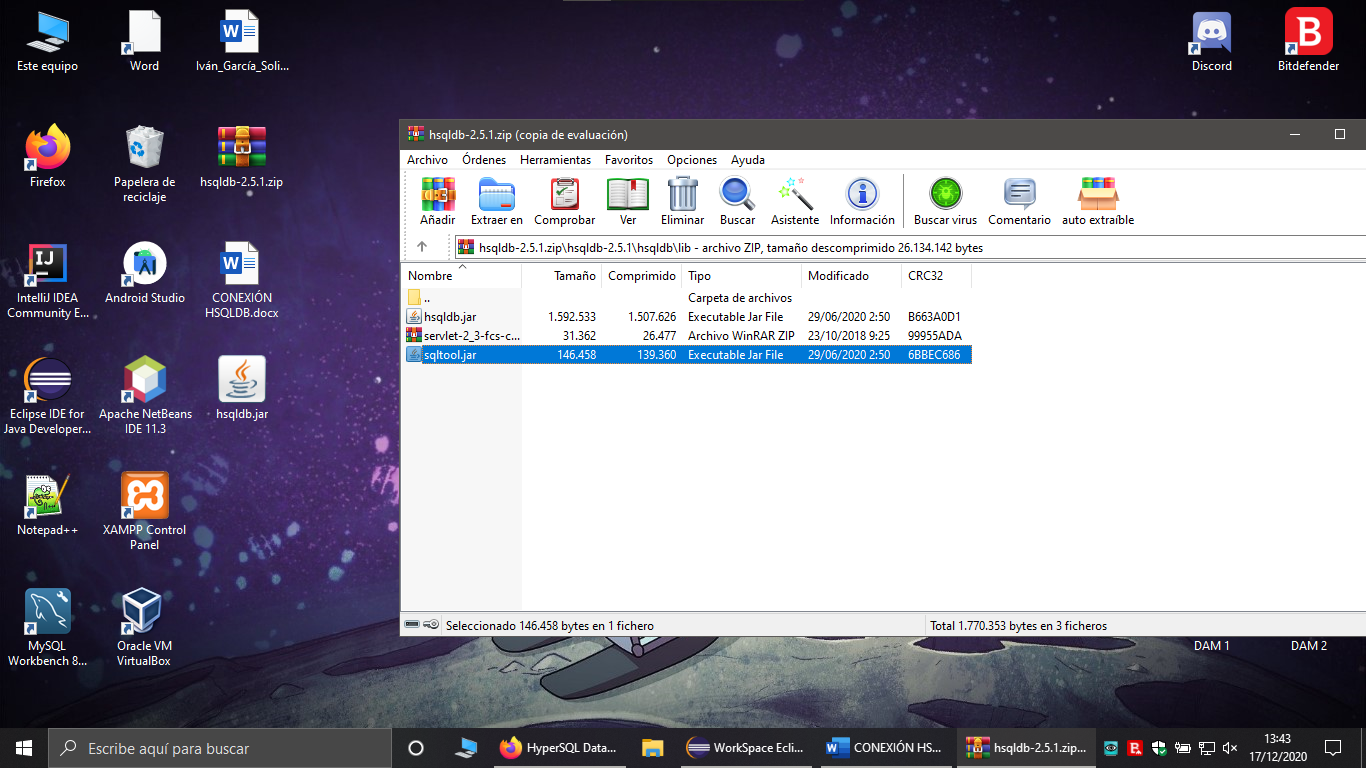 Este equipo
Word
Iván_García_Soli...
Discord
Bitdefender
Firefox
Papelera de
reciclaje
hsqldb-2.5.1.zip
IntelliJ IDEA
Community E...
Android Studio
CONEXIÓN
HSQLDB.docx
Eclipse IDE for
Java Developer...
Apache NetBeans
IDE 11.3
hsqldb.jar
Notepad++
XAMPP Control
Panel
MySQL
Workbench 8...
Oracle VM
VirtualBox
hsqldb-2.5.1.zip (copia de evaluación)
Archivo Órdenes Herramientas Favoritos Opciones Ayuda
Añadir Extraer en Comprobar Ver Eliminar Buscar Asistente Información Buscar virus Comentario auto extraíble
hsqldb-2.5.1.zip\hsqldb-2.5.1\hsqldb\lib - archivo ZIP, tamaño descomprimido 26.134.142 bytes
Nombre Tamaño Comprimido Tipo Modificado CRC32
.. Carpeta de archivos
hsqldb.jar 1.592.533 1.507.626 Executable Jar File 29/06/2020 2:50 B663A0D1
servlet-2_3-fcs-c... 31.362 26.477 Archivo WinRAR ZIP 23/10/2018 9:25 99955ADA
sqltool.jar 146.458 139.360 Executable Jar File 29/06/2020 2:50 6BBEC686
Seleccionado 146.458 bytes en 1 fichero
Total 1.770.353 bytes en 3 ficheros
DAM 1
DAM 2
Escribe aquí para buscar
HyperSQL Data...
WorkSpace Ecli...
CONEXIÓN HS...
hsqldb-2.5.1.zip...
13:43
17/12/2020